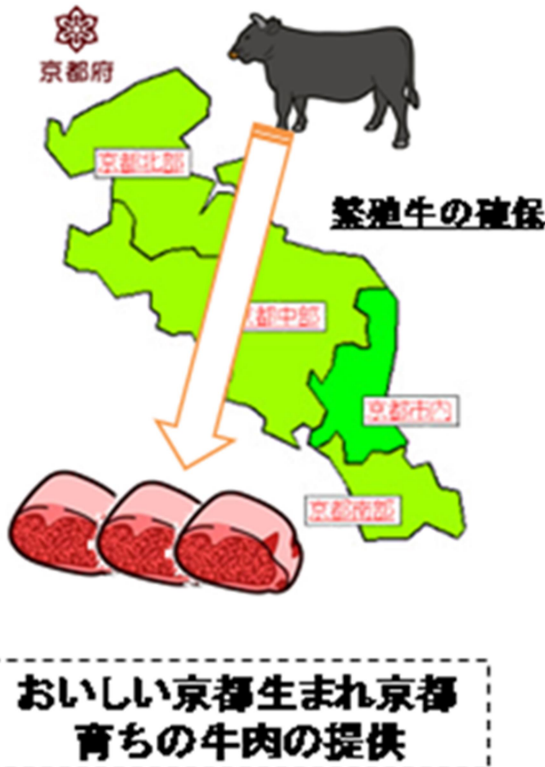 京都府
京都北部
繁殖牛の確保
京都中部
京都市内
京都南部
おいしい京都生まれ京都
育ちの牛肉の提供